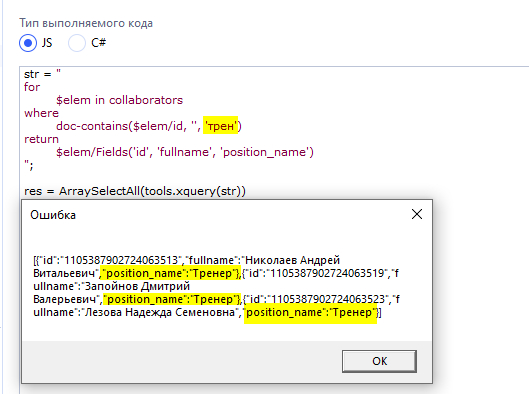 Тип выполняемого кода
JS C#
str = "
for
$elem in collaborators
where
doc-contains($elem/id, '', 'трен')
return
$elem/Fields('id', 'fullname', 'position_name')
";
res = ArraySelectAll(tools.xquery(str))
Ошибка
[{"id":"1105387902724063513","fullname":"Николаев Андрей
Витальевич","position_name":"Тренер"},{"id":"1105387902724063519","f
ullname":"Запойнов Дмитрий
Валерьевич","position_name":"Тренер"},{"id":"1105387902724063523","f
ullname":"Лезова Надежда Семеновна","position_name":"Тренер"}]
OK